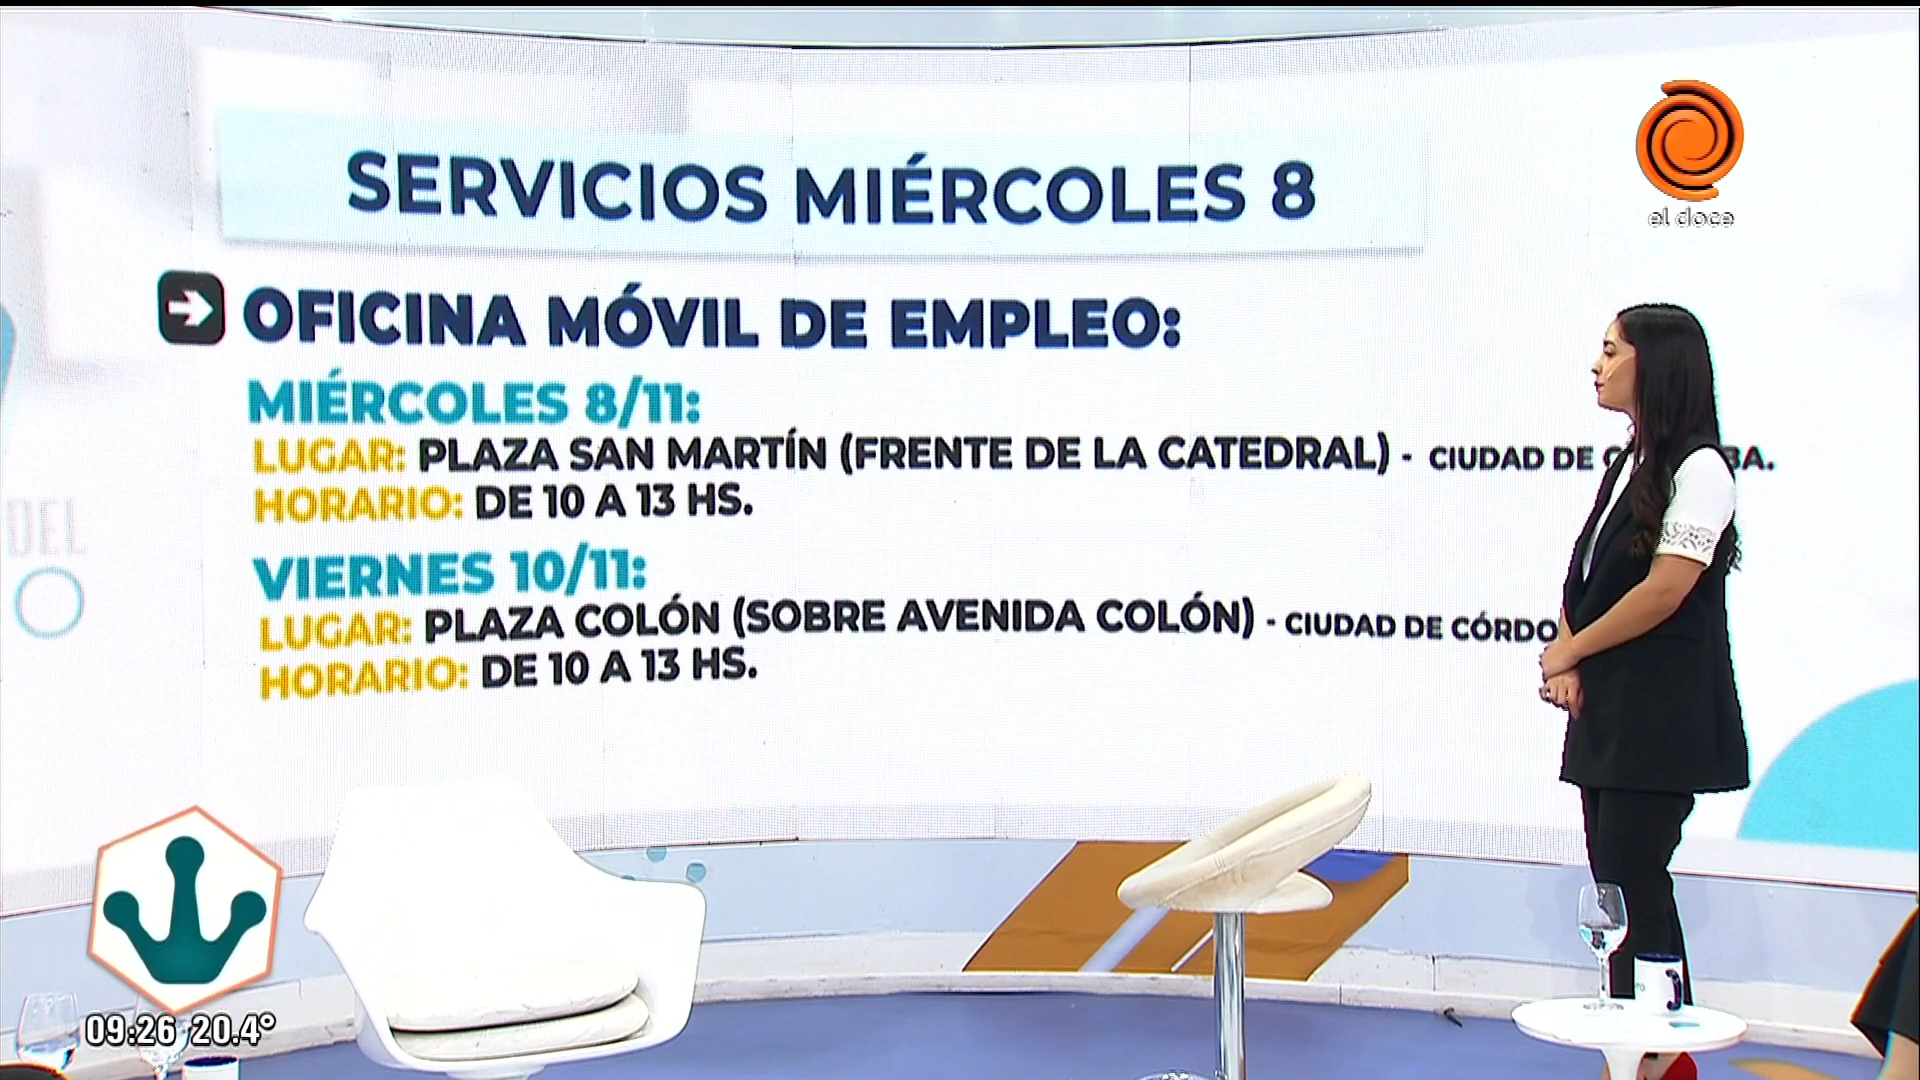 SERVICIOS MIÉRCOLES 8
el doce
OFICINA MÓVIL DE EMPLEO:
MIÉRCOLES 8/11:
LUGAR: PLAZA SAN MARTÍN (FRENTE DE LA CATEDRAL) - CIUDAD DE
HORARIO: DE 10 A 13 HS.
VIERNES 10/11:
LUGAR: PLAZA COLÓN (SOBRE AVENIDA COLÓN) - CIUDAD DE
HORARIO: DE 10 A 13 HS.
DEL
09:26 20.4°